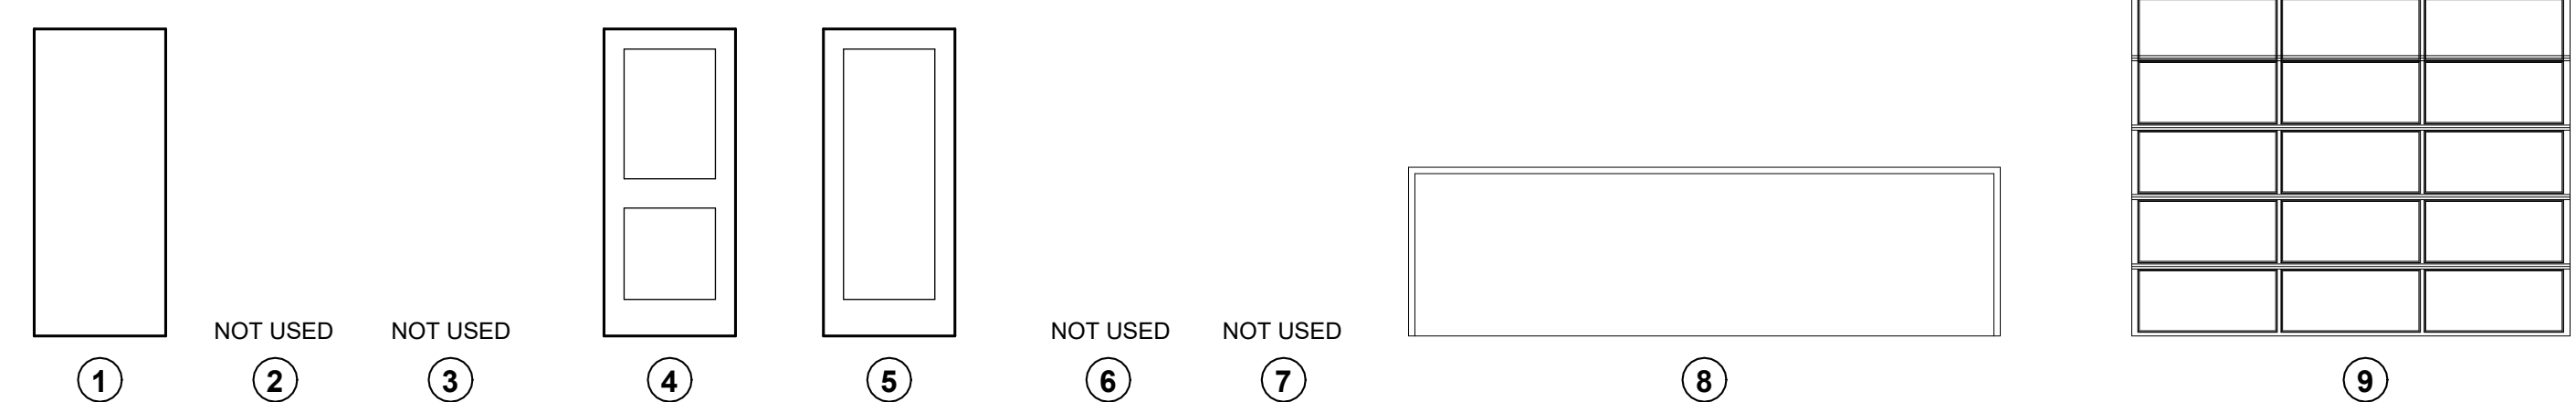 NOT USED NOT USED NOT USED NOT USED
1 2 3 4 5 6 7 8 9